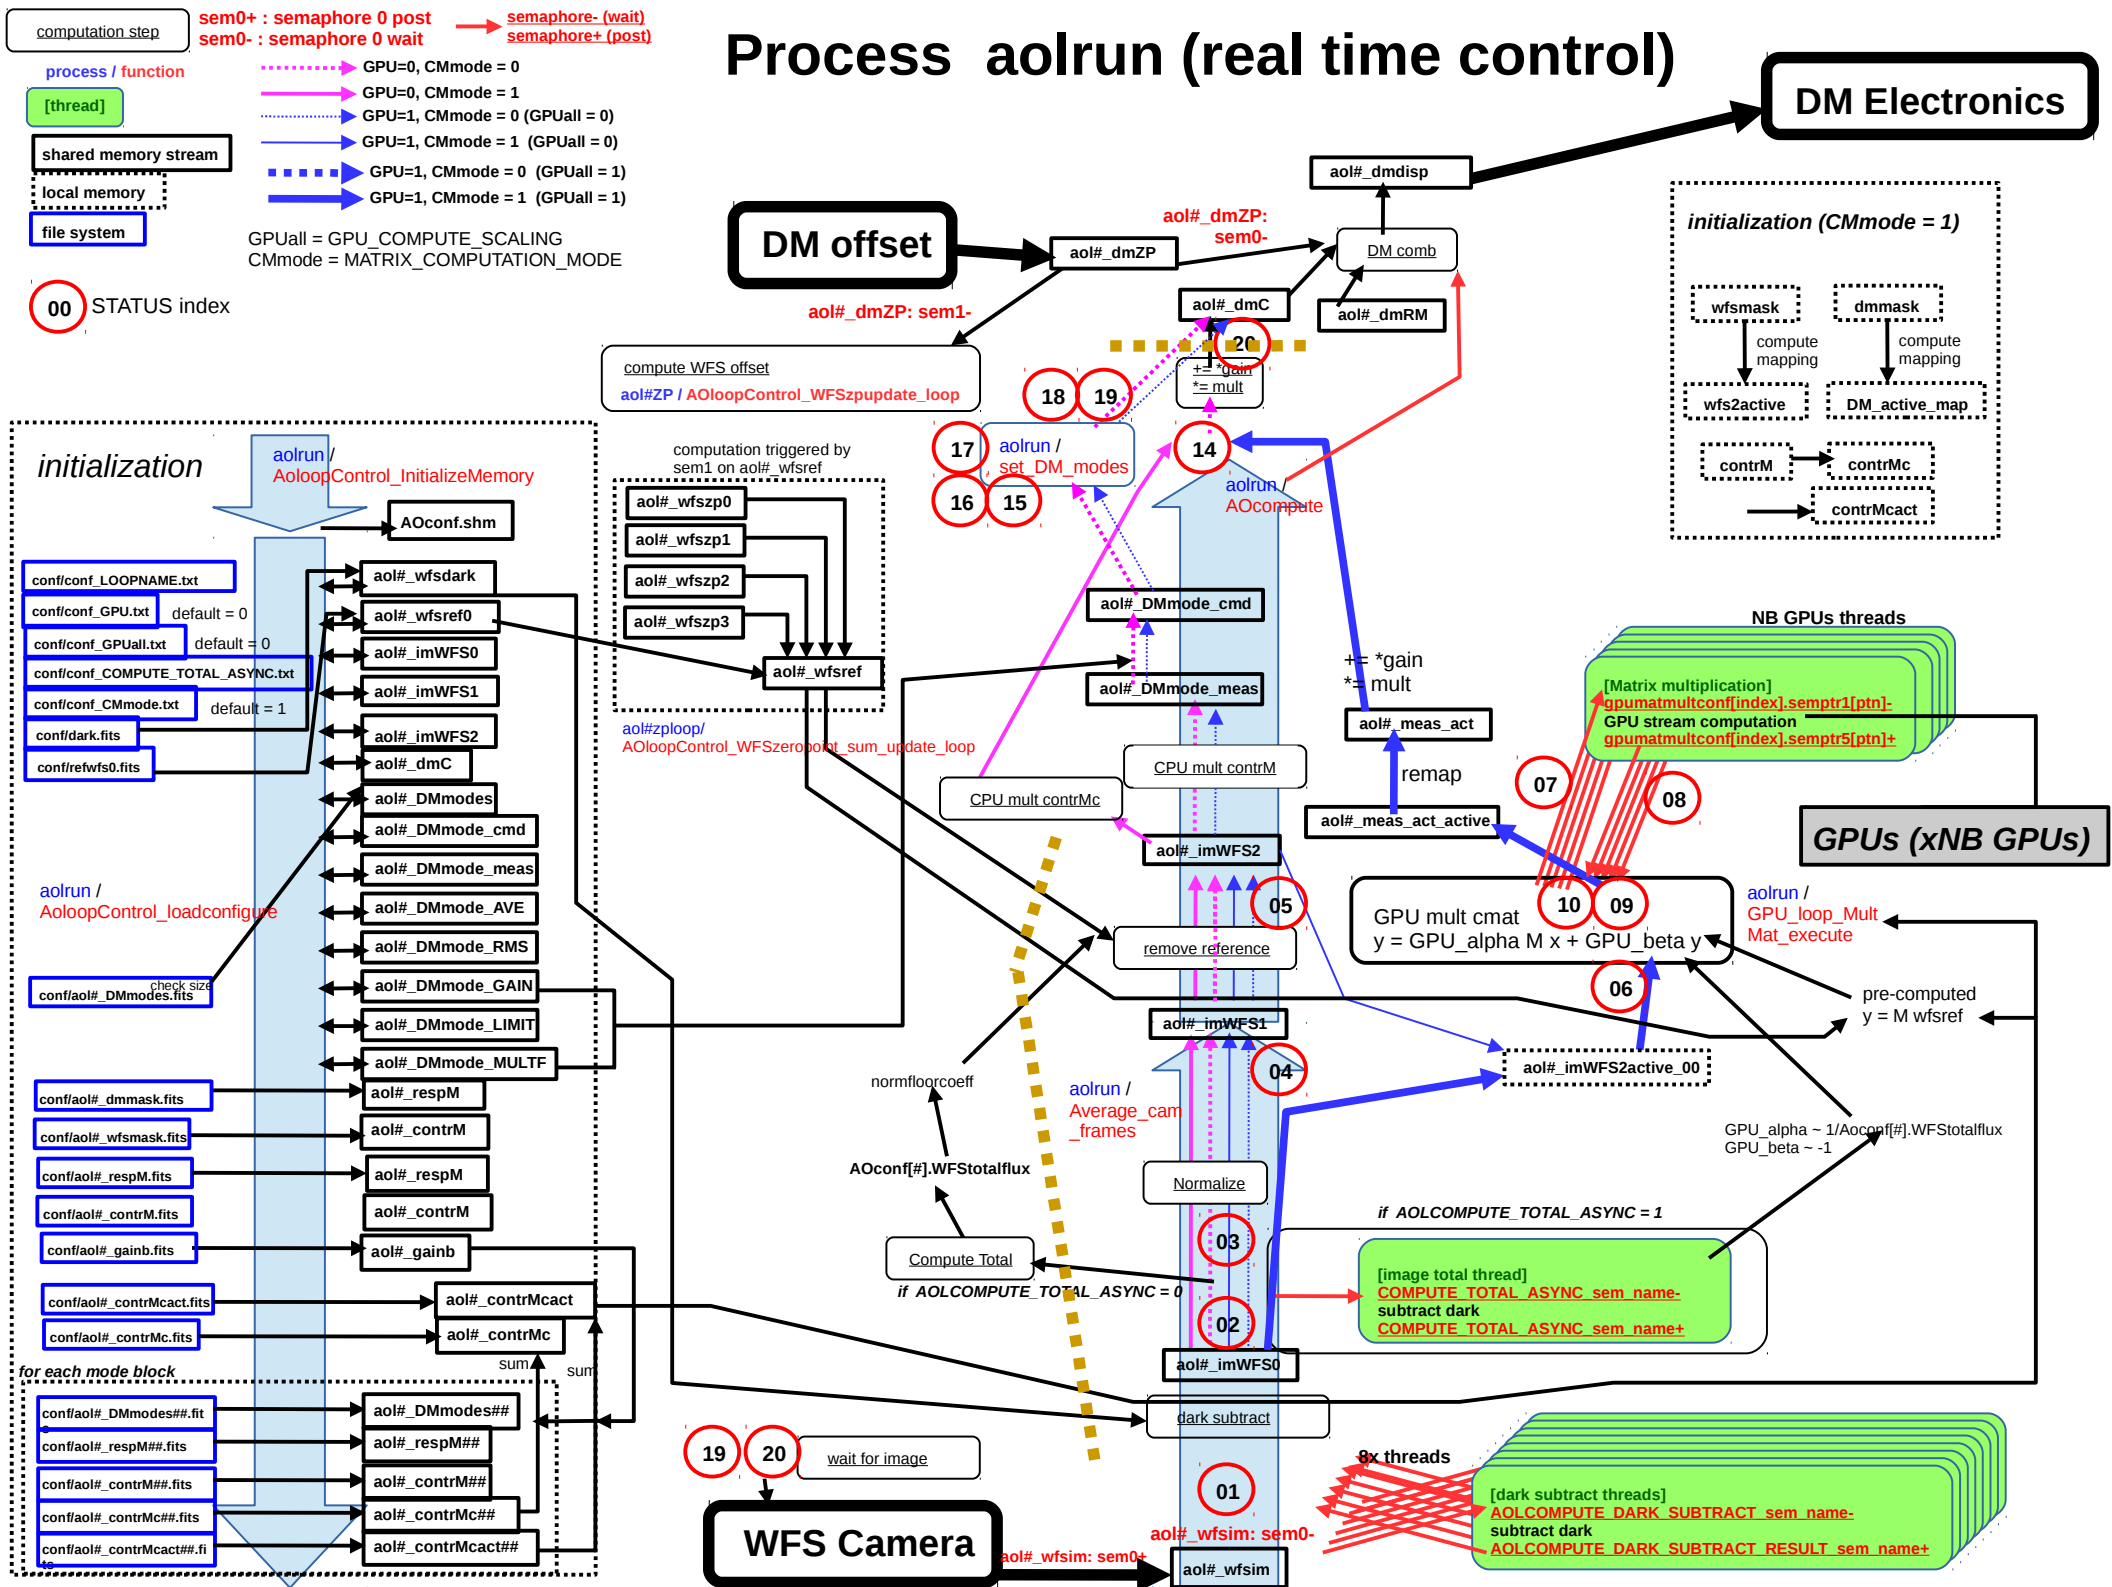 Process aolrun (real time control)
computation step
sem0+ : semaphore 0 post
sem0- : semaphore 0 wait
semaphore- (wait)
semaphore+ (post)
process / function
[thread]
shared memory stream
local memory
file system
GPU=0, CMmode = 0
GPU=0, CMmode = 1
GPU=1, CMmode = 0 (GPUall = 0)
GPU=1, CMmode = 1 (GPUall = 0)
GPU=1, CMmode = 0 (GPUall = 1)
GPU=1, CMmode = 1 (GPUall = 1)
GPUall = GPU_COMPUTE_SCALING
CMmode = MATRIX_COMPUTATION_MODE
00 STATUS index
DM Electronics
aol#_dmdisp
DM offset
aol#_dmZP
aol#_dmZP:
sem0-
DM comb
aol#_dmC
aol#_dmRM
aol#_dmZP: sem1-
compute WFS offset
aol#ZP / AOloopControl_WFSzpupdate_loop
20
+= *gain
*= mult
18
19
17
16
15
14
aolrun /
set_DM_modes
aolrun /
AOcompute
initialization (CMmode = 1)
wfsmask
dmmask
compute
mapping
compute
mapping
wfs2active
DM_active_map
contrM
contrMc
contrMcact
initialization
aolrun /
AoloopControl_InitializeMemory
AOconf.shm
conf/conf_LOOPNAME.txt
conf/conf_GPU.txt
default = 0
conf/conf_GPUall.txt
default = 0
conf/conf_COMPUTE_TOTAL_ASYNC.txt
conf/conf_CMmode.txt
default = 1
conf/dark.fits
conf/refwfs0.fits
aolrun /
AoloopControl_loadconfigure
check size
conf/aol#_DMmodes.fits
conf/aol#_dmmask.fits
conf/aol#_wfsmask.fits
conf/aol#_respM.fits
conf/aol#_contrM.fits
conf/aol#_gainb.fits
conf/aol#_contrMcact.fits
conf/aol#_contrMc.fits
aol#_wfsdark
aol#_wfsref0
aol#_imWFS0
aol#_imWFS1
aol#_imWFS2
aol#_dmC
aol#_DMmodes
aol#_DMmode_cmd
aol#_DMmode_meas
aol#_DMmode_AVE
aol#_DMmode_RMS
aol#_DMmode_GAIN
aol#_DMmode_LIMIT
aol#_DMmode_MULTF
aol#_respM
aol#_contrM
aol#_respM
aol#_contrM
aol#_gainb
aol#_contrMcact
aol#_contrMc
sum
sum
for each mode block
conf/aol#_DMmodes##.fit
s
conf/aol#_respM##.fits
conf/aol#_contrM##.fits
conf/aol#_contrMc##.fits
conf/aol#_contrMcact##.fi
ts
aol#_DMmodes##
aol#_respM##
aol#_contrM##
aol#_contrMc##
aol#_contrMcact##
computation triggered by
sem1 on aol#_wfsref
aol#_wfszp0
aol#_wfszp1
aol#_wfszp2
aol#_wfszp3
aol#_wfsref
aol#zploop/
AOloopControl_WFSzeropoint_sum_update_loop
aol#_DMmode_cmd
aol#_DMmode_meas
CPU mult contrM
CPU mult contrMc
aol#_imWFS2
05
remove reference
aol#_imWFS1
04
normfloorcoeff
aolrun /
Average_cam
_frames
AOconf[#].WFStotalflux
Normalize
03
Compute Total
if AOLCOMPUTE_TOTAL_ASYNC = 0
02
aol#_imWFS0
dark subtract
19
20
wait for image
01
WFS Camera
aol#_wfsim: sem0-
aol#_wfsim: sem0+
aol#_wfsim
+= *gain
*= mult
aol#_meas_act
remap
aol#_meas_act_active
NB GPUs threads
[Matrix multiplication]
gpumatmultconf[index].semptr1[ptn]-
GPU stream computation
gpumatmultconf[index].semptr5[ptn]+
07
08
GPUs (xNB GPUs)
10
09
GPU mult cmat
y = GPU_alpha M x + GPU_beta y
aolrun /
GPU_loop_Mult
Mat_execute
06
pre-computed
y = M wfsref
aol#_imWFS2active_00
GPU_alpha ~ 1/Aoconf[#].WFStotalflux
GPU_beta ~ -1
if AOLCOMPUTE_TOTAL_ASYNC = 1
[image total thread]
COMPUTE_TOTAL_ASYNC_sem_name-
subtract dark
COMPUTE_TOTAL_ASYNC_sem_name+
8x threads
[dark subtract threads]
AOLCOMPUTE_DARK_SUBTRACT_sem_name-
subtract dark
AOLCOMPUTE_DARK_SUBTRACT_RESULT_sem_name+